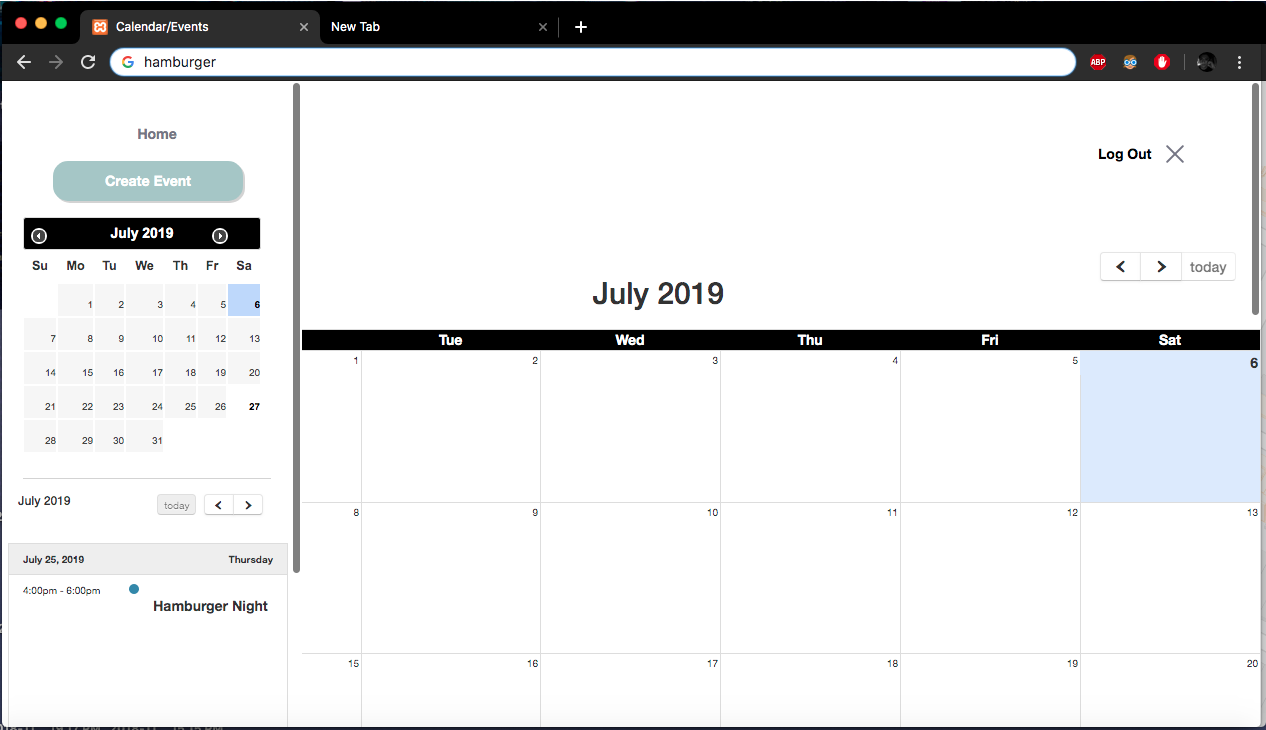 Calendar/Events
New Tab
hamburger
ABP
Home
Create Event
Log Out
July 2019
Su Mo Tu We Th Fr Sa
1 2 3 4 5 6
7 8 9 10 11 12 13
14 15 16 17 18 19 20
21 22 23 24 25 26 27
28 29 30 31
July 2019
today
July 25, 2019 Thursday
4:00pm - 6:00pm
Hamburger Night
today
July 2019
Tue Wed Thu Fri Sat
1 2 3 4 5 6
8 9 10 11 12 13
15 16 17 18 19 20